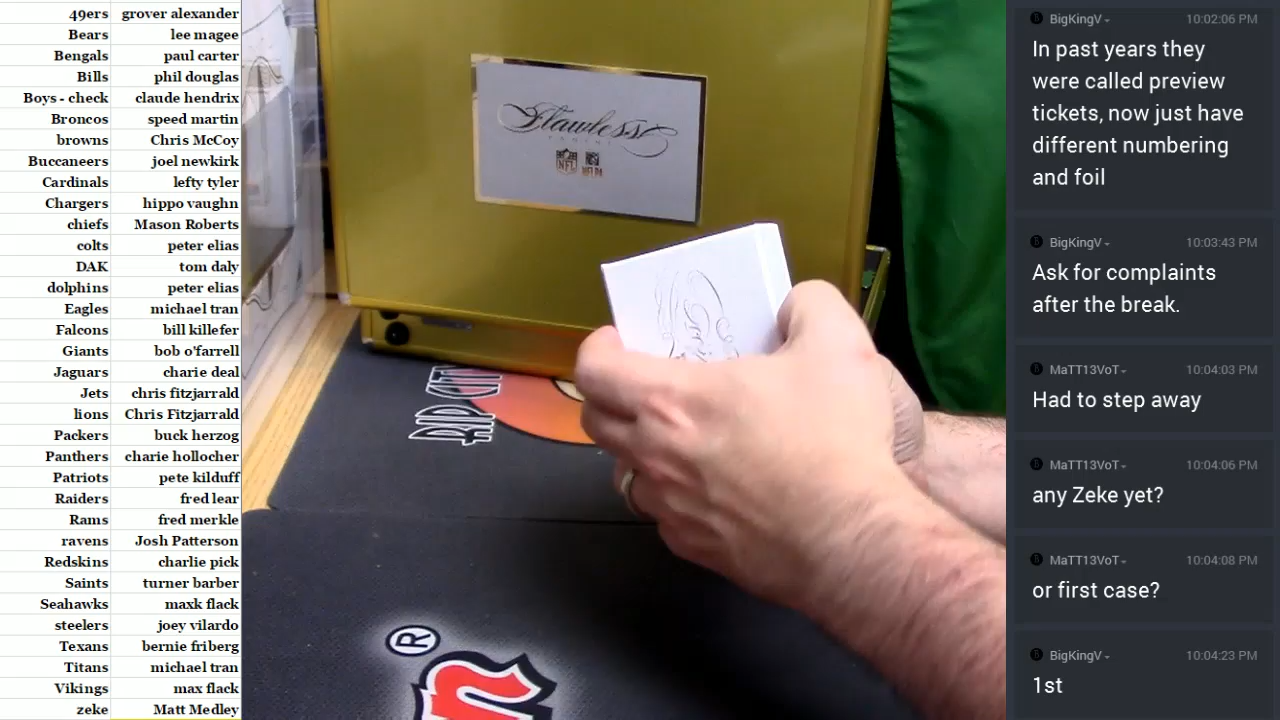 49ers grover alexander
Bears lee magee
Bengals paul carter
Bills phil douglas
Boys - check claude hendrix
Broncos speed martin
browns Chris McCoy
Buccaneers joel newkirk
Cardinals lefty tyler
Chargers hippo vaughn
chiefs Mason Roberts
colts peter elias
DAK tom daly
dolphins peter elias
Eagles michael tran
Falcons bill killefer
Giants bob o'farrell
Jaguars charie deal
Jets chris fitzjarrald
lions Chris Fitzjarrald
Packers buck herzog
Panthers charie hollocher
Patriots pete kilduff
Raiders fred lear
Rams fred merkle
ravens Josh Patterson
Redskins charlie pick
Saints turner barber
Seahawks maxk flack
steelers joey vilardo
Texans bernie friberg
Titans michael tran
Vikings max flack
zeke Matt Medley
Flawless
PANINI
NFL
RIP CITY
®
BigKingV 10:02:06 PM
In past years they
were called preview
tickets, now just have
different numbering
and foil
BigKingV 10:03:43 PM
Ask for complaints
after the break.
MaTT13VoT 10:04:03 PM
Had to step away
MaTT13VoT 10:04:06 PM
any Zeke yet?
MaTT13VoT 10:04:08 PM
or first case?
BigKingV 10:04:23 PM
1st